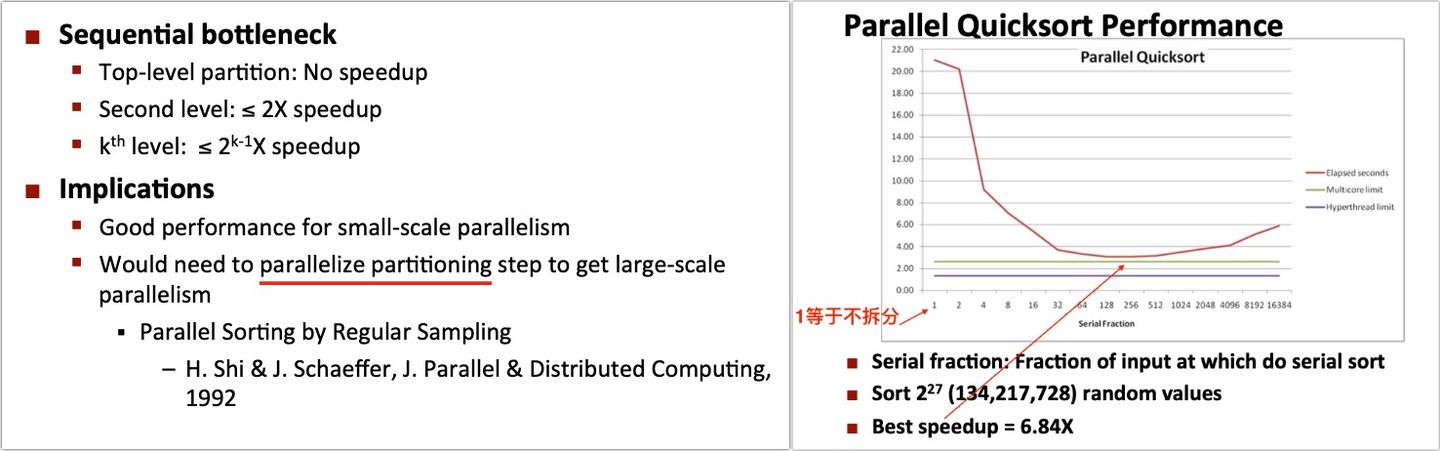 Sequential bottleneck
Top-level partition: No speedup
Second level: ≤ 2X speedup
kth level: ≤ 2k-1X speedup
Implications
Good performance for small-scale parallelism
Would need to parallelize partitioning step to get large-scale
parallelism
Parallel Sorting by Regular Sampling
– H. Shi & J. Schaeffer, J. Parallel & Distributed Computing,
1992
Parallel Quicksort Performance
Parallel Quicksort
22.00
20.00
18.00
16.00
14.00
12.00
10.00
8.00
6.00
4.00
2.00
0.00
1 2 4 8 16 32 64 128 256 512 1024 2048 4096 8192 16384
Serial Fraction
Elapsed seconds
Multicore limit
Hyperthread limit
1等于不拆分
Serial fraction: Fraction of input at which do serial sort
Sort 227 (134,217,728) random values
Best speedup = 6.84X